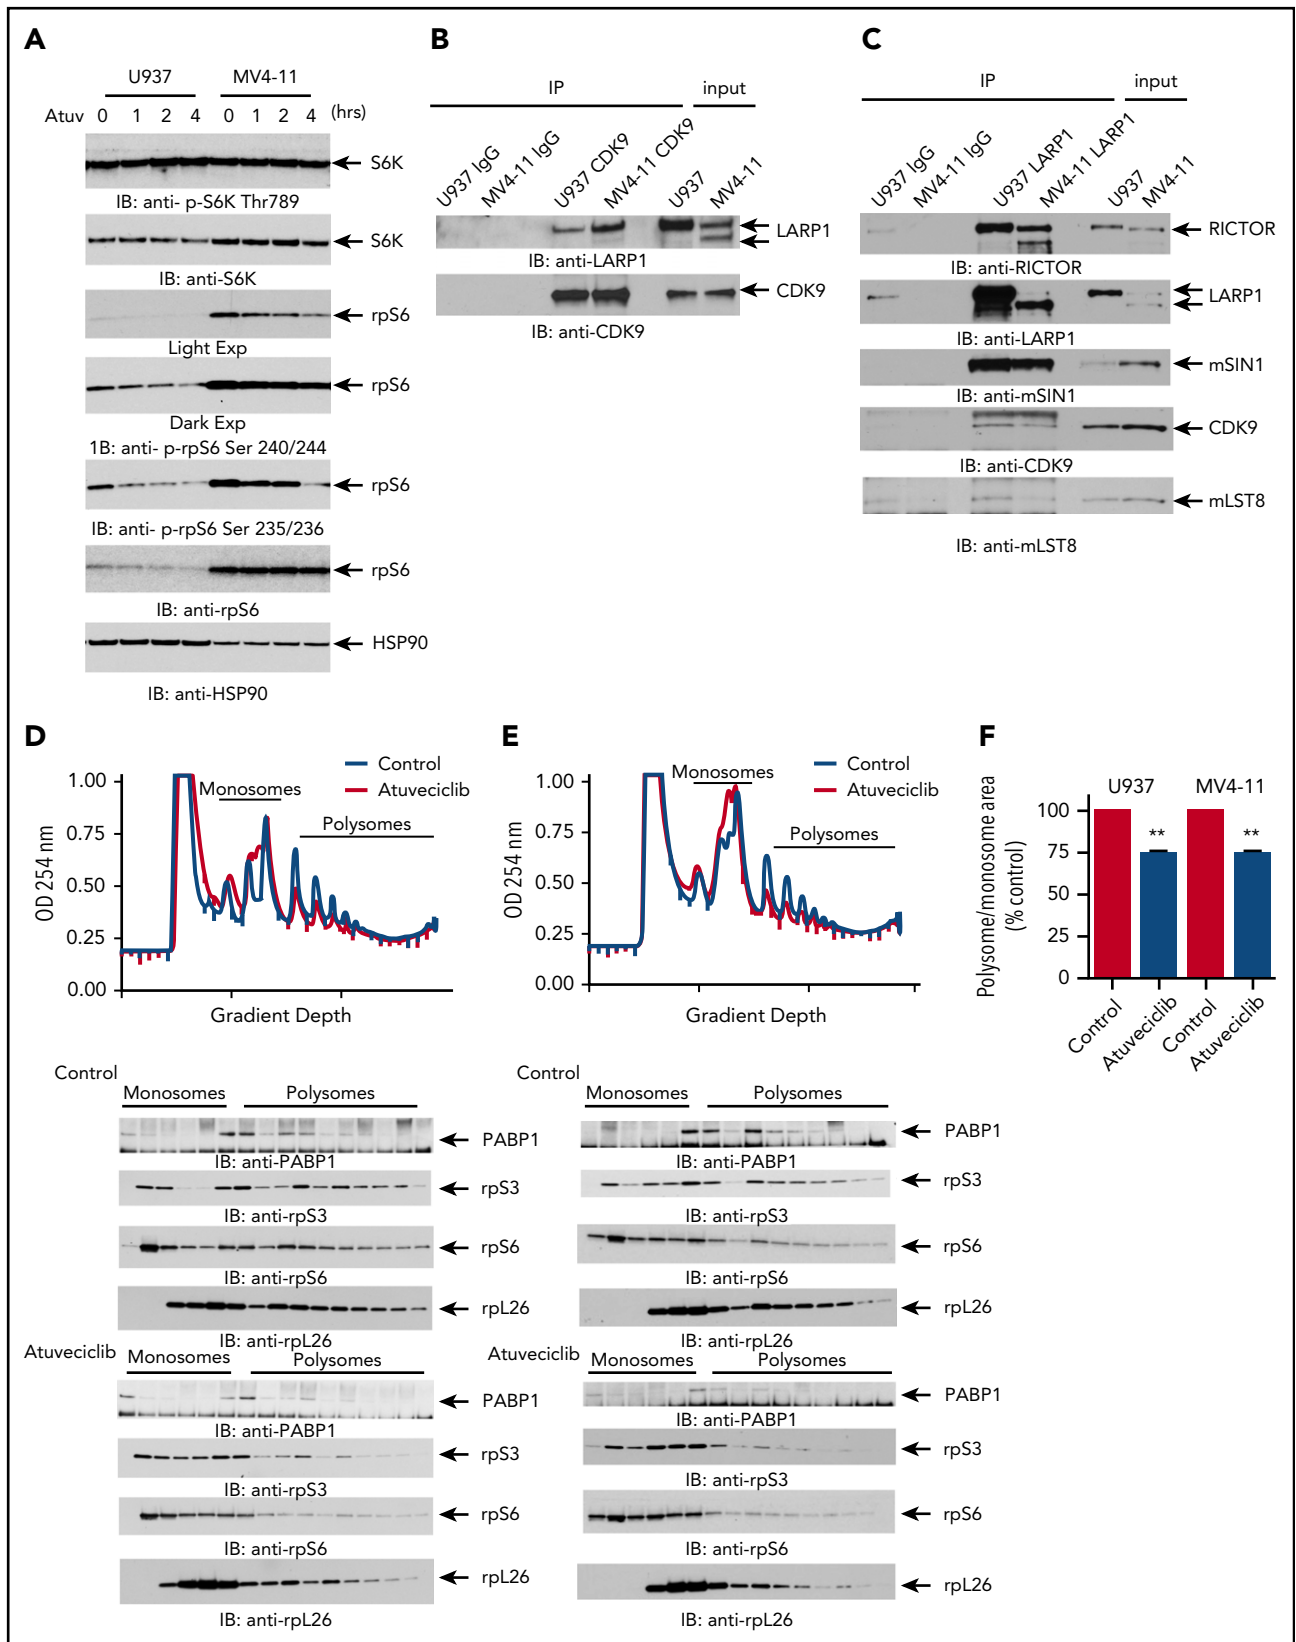 A
U937 MV4-11
Atuv 0 1 2 4 0 1 2 4 (hrs)
S6K
IB: anti- p-S6K Thr789
S6K
IB: anti-S6K
rpS6
Light Exp
rpS6
Dark Exp
1B: anti- p-rpS6 Ser 240/244
rpS6
IB: anti- p-rpS6 Ser 235/236
rpS6
IB: anti-rpS6
HSP90
IB: anti-HSP90
B
IP input
U937 IgG
MV4-11 IgG
U937 CDK9
MV4-11 CDK9
U937
MV4-11
LARP1
IB: anti-LARP1
CDK9
IB: anti-CDK9
C
IP input
U937 IgG
MV4-11 IgG
U937 LARP1
MV4-11 LARP1
U937
MV4-11
RICTOR
IB: anti-RICTOR
LARP1
IB: anti-LARP1
mSIN1
IB: anti-mSIN1
CDK9
IB: anti-CDK9
mLST8
IB: anti-mLST8
D
Control
Atuveciclib
Monosomes
Polysomes
OD 254 nm
1.00
0.75
0.50
0.25
0.00
Gradient Depth
Control
Monosomes Polysomes
PABP1
IB: anti-PABP1
rpS3
IB: anti-rpS3
rpS6
IB: anti-rpS6
rpL26
IB: anti-rpL26
Atuveciclib
Monosomes Polysomes
PABP1
IB: anti-PABP1
rpS3
IB: anti-rpS3
rpS6
IB: anti-rpS6
rpL26
IB: anti-rpL26
E
Control
Atuveciclib
Monosomes
Polysomes
OD 254 nm
1.00
0.75
0.50
0.25
0.00
Gradient Depth
Control
Monosomes Polysomes
PABP1
IB: anti-PABP1
rpS3
IB: anti-rpS3
rpS6
IB: anti-rpS6
rpL26
IB: anti-rpL26
Atuveciclib
Monosomes Polysomes
PABP1
IB: anti-PABP1
rpS3
IB: anti-rpS3
rpS6
IB: anti-rpS6
rpL26
IB: anti-rpL26
F
U937 MV4-11
Polysome/monosome area
(% control)
100
75
50
25
0
** **
Control
Atuveciclib
Control
Atuveciclib